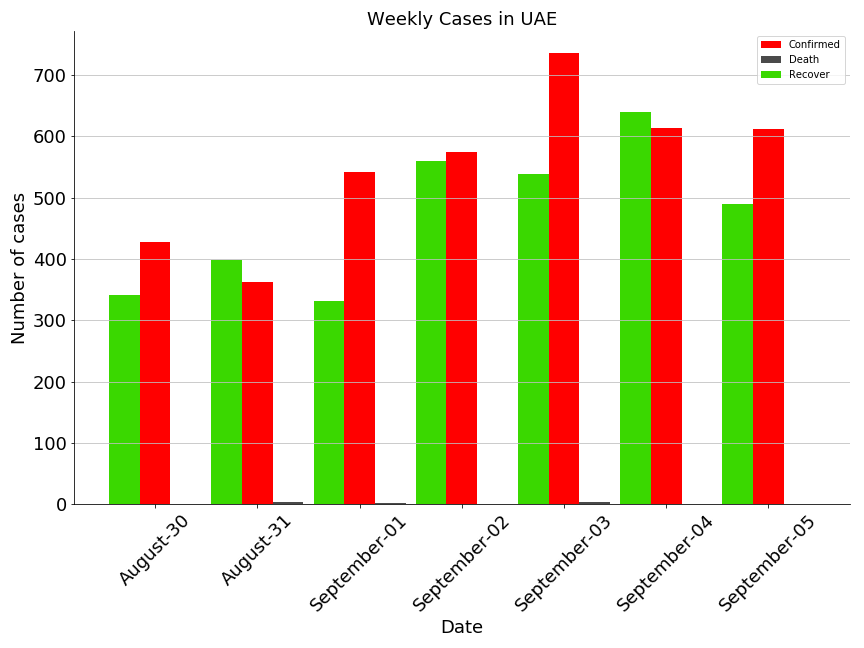 Weekly Cases in UAE
Confirmed
Death
Recover
Number of cases
700
600
500
400
300
200
100
0
August-30
August-31
September-01
September-02
September-03
September-04
September-05
Date